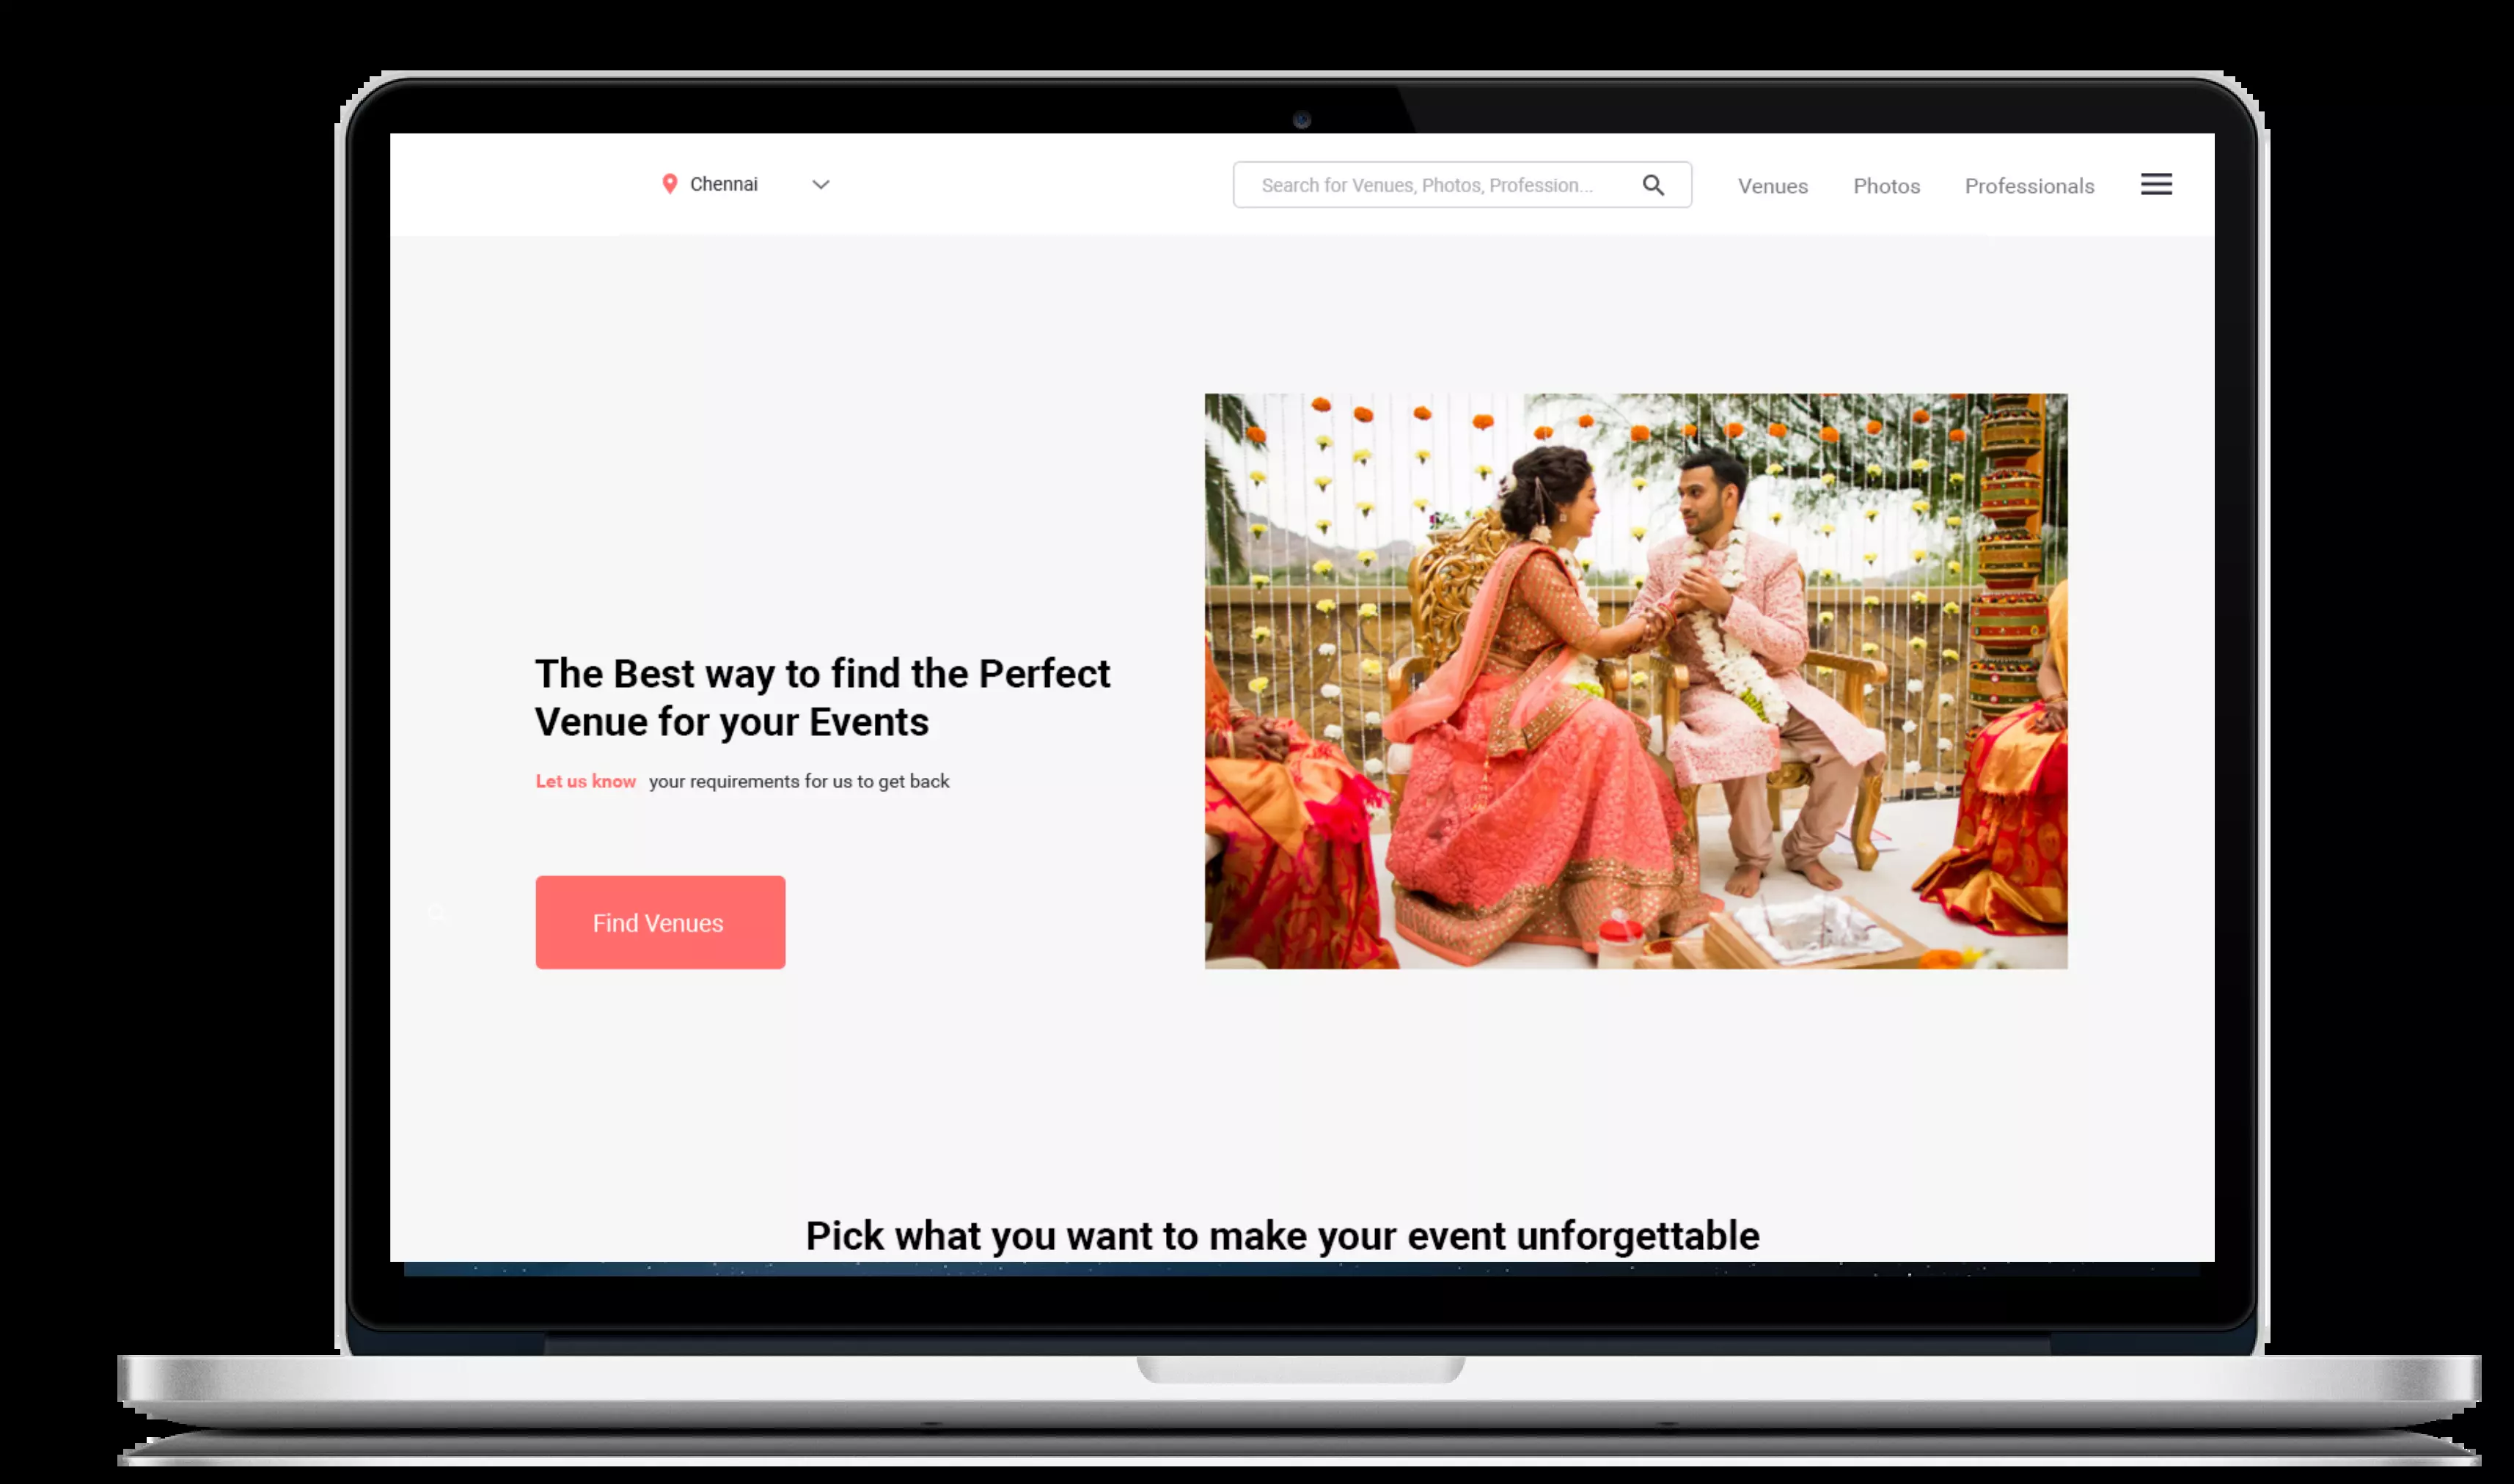 Chennai
Search for Venues, Photos, Profession...
Venues
Photos
Professionals
The Best way to find the Perfect
Venue for your Events
Let us know your requirements for us to get back
Find Venues
Pick what you want to make your event unforgettable